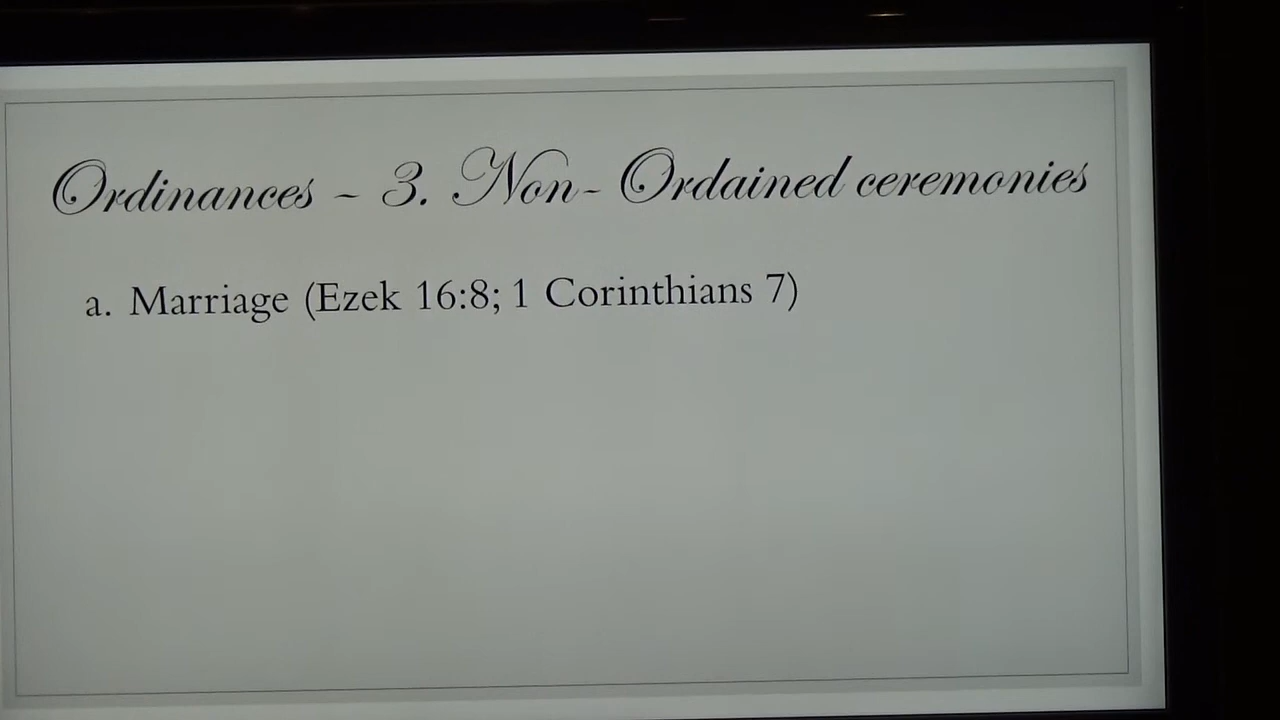 Ordinances ~ 3. Non- Ordained ceremonies
a. Marriage (Ezek 16:8; 1 Corinthians 7)